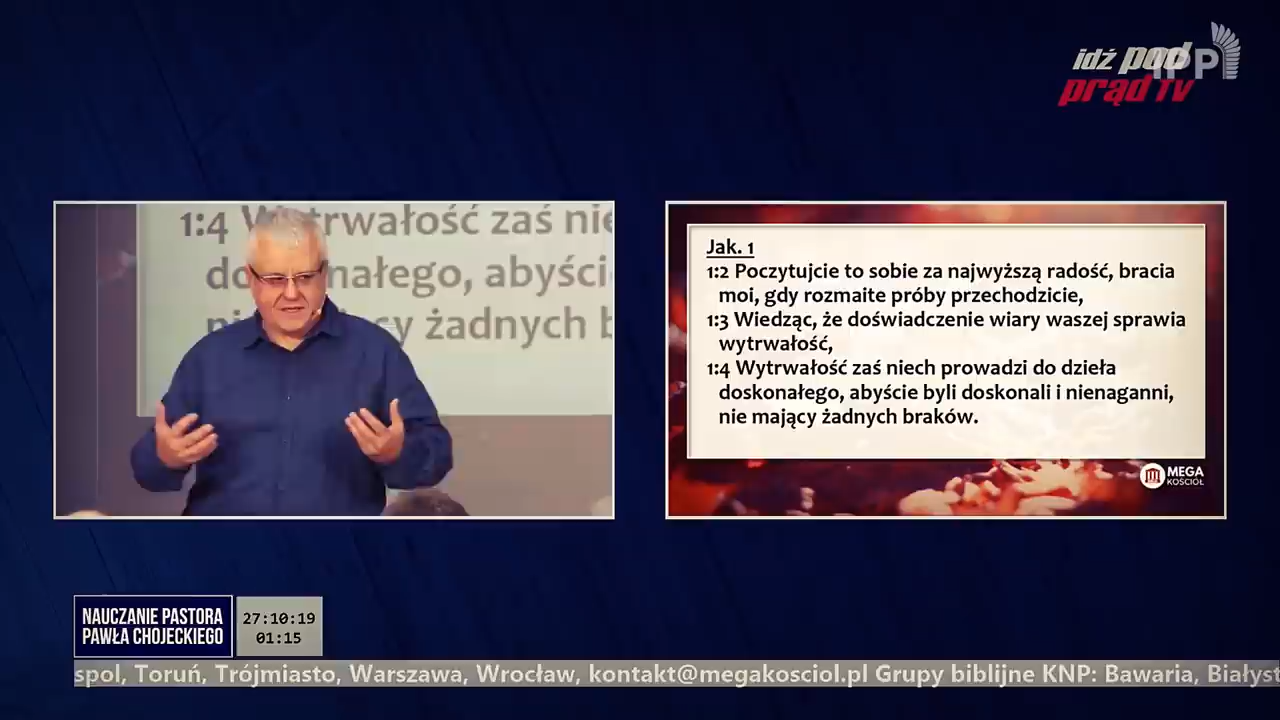 idź pod
prąd TV
IPP
1:4 Wytrwałość zaś nie
doskonałego, abyści
żadnych b
Jak. 1
1:2 Poczytujcie to sobie za najwyższą radość, bracia
moi, gdy rozmaite próby przechodzicie,
1:3 Wiedząc, że doświadczenie wiary waszej sprawia
wytrwałość,
1:4 Wytrwałość zaś niech prowadzi do dzieła
doskonałego, abyście byli doskonali i nienaganni,
nie mający żadnych braków.
MEGA
KOŚCIÓŁ
NAUCZANIE PASTORA
PAWŁA CHOJECKIEGO
27:10:19
01:15
spol, Toruń, Trójmiasto, Warszawa, Wrocław, kontakt@megakosciol.pl Grupy biblijne KNP: Bawaria, Białyst